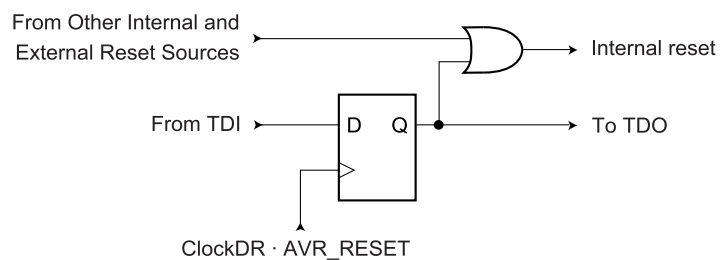 From Other Internal and
External Reset Sources
Internal reset
From TDI
D
Q
To TDO
ClockDR · AVR_RESET